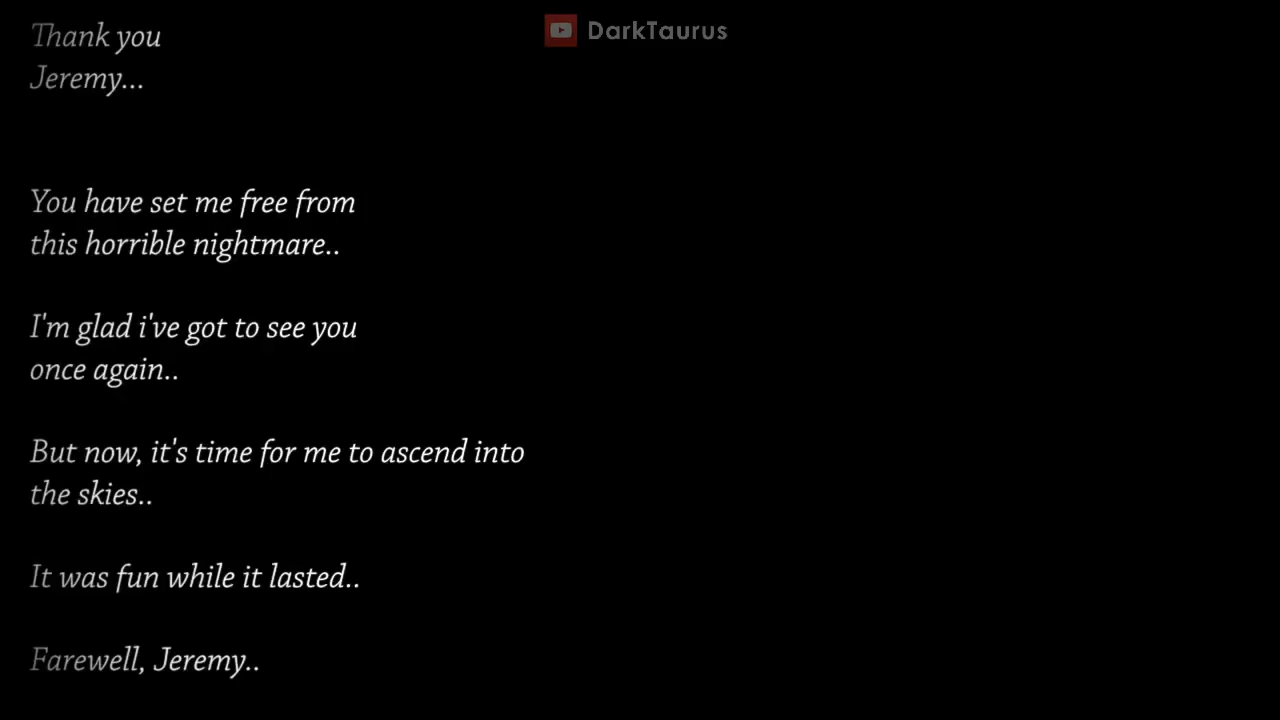 DarkTaurus
Thank you
Jeremy...
You have set me free from
this horrible nightmare..
I'm glad i've got to see you
once again..
But now, it's time for me to ascend into
the skies..
It was fun while it lasted..
Farewell, Jeremy..